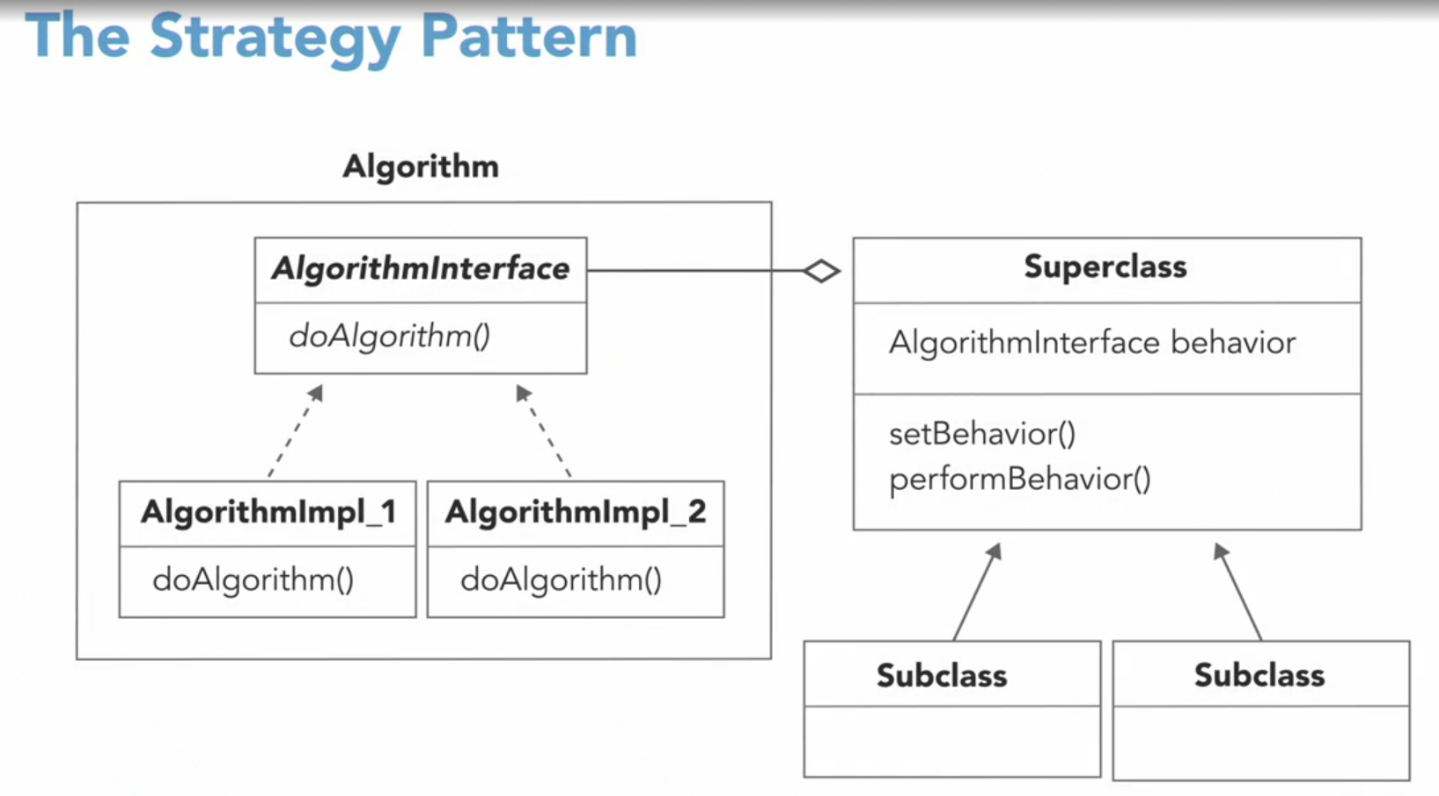 The Strategy Pattern
Algorithm
AlgorithmInterface
doAlgorithm()
AlgorithmImpl_1
doAlgorithm()
AlgorithmImpl_2
doAlgorithm()
Superclass
AlgorithmInterface behavior
setBehavior()
performBehavior()
Subclass
Subclass